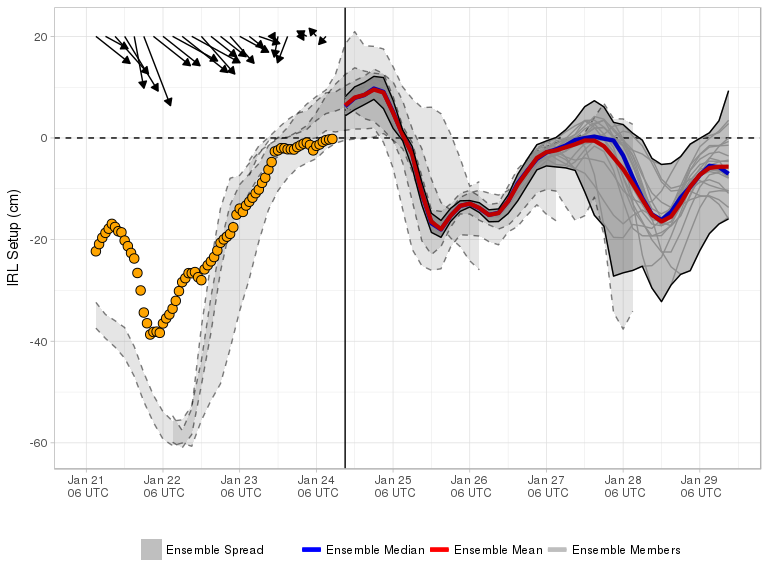 IRL Setup (cm)
20
0
-20
-40
-60
Jan 21 Jan 22 Jan 23 Jan 24 Jan 25 Jan 26 Jan 27 Jan 28 Jan 29
06 UTC 06 UTC 06 UTC 06 UTC 06 UTC 06 UTC 06 UTC 06 UTC 06 UTC
Ensemble Spread Ensemble Median Ensemble Mean Ensemble Members